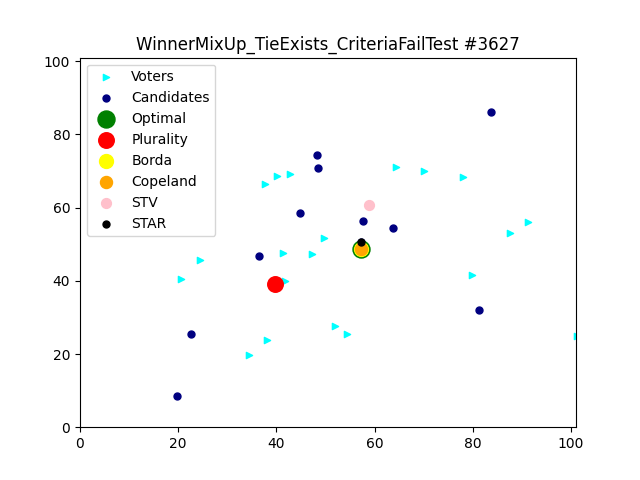 WinnerMixUp_TieExists_CriteriaFailTest #3627
100
80
60
40
20
0
0 20 40 60 80 100
Voters
Candidates
Optimal
Plurality
Borda
Copeland
STV
STAR